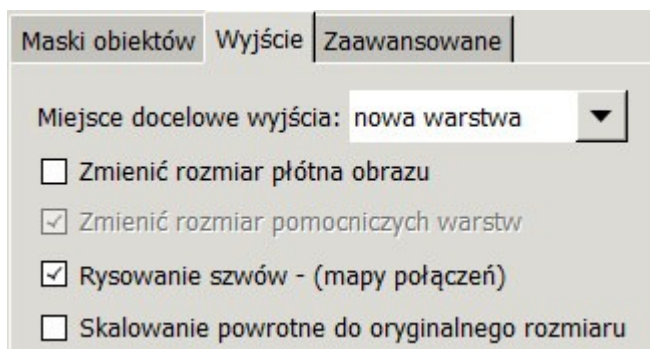 Maski obiektów Wyjście Zaawansowane
Miejsce docelowe wyjścia: nowa warstwa
Zmienić rozmiar płótna obrazu
Zmienić rozmiar pomocniczych warstw
Rysowanie szwów - (mapy połączeń)
Skalowanie powrotne do oryginalnego rozmiaru